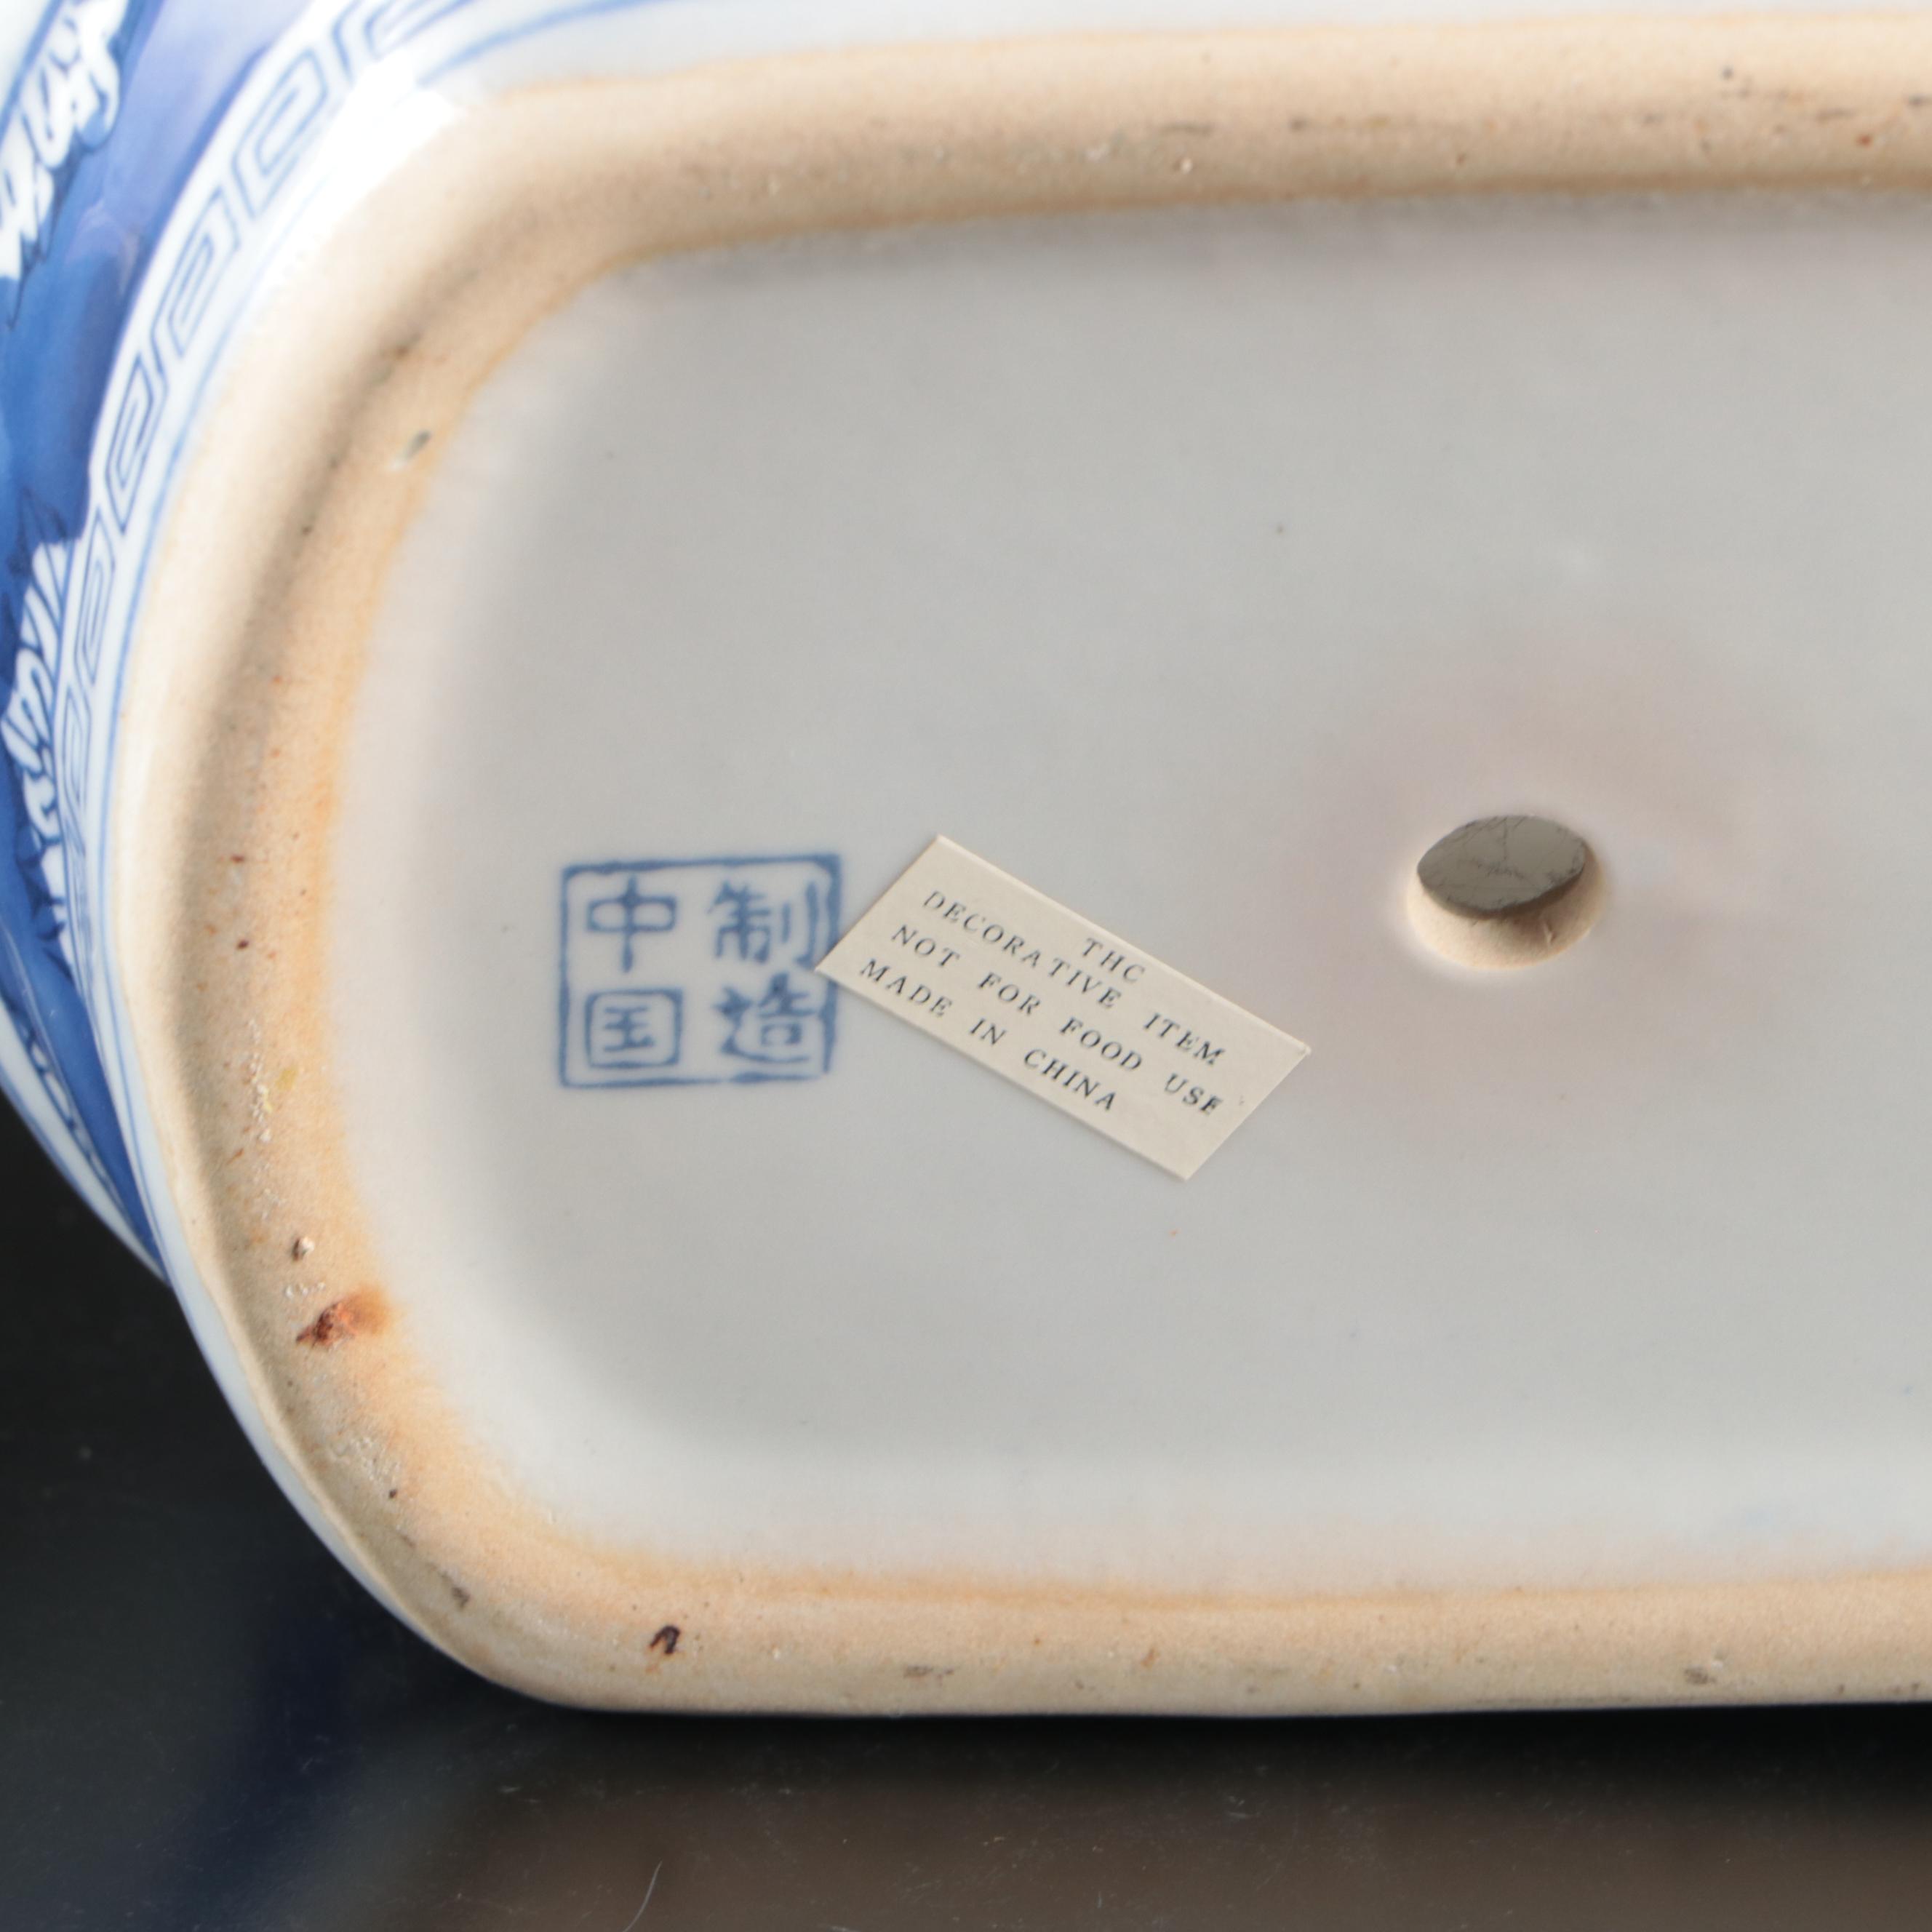 中制
国造
THC
DECORATIVE ITEM
NOT FOR FOOD USE
MADE IN CHINA